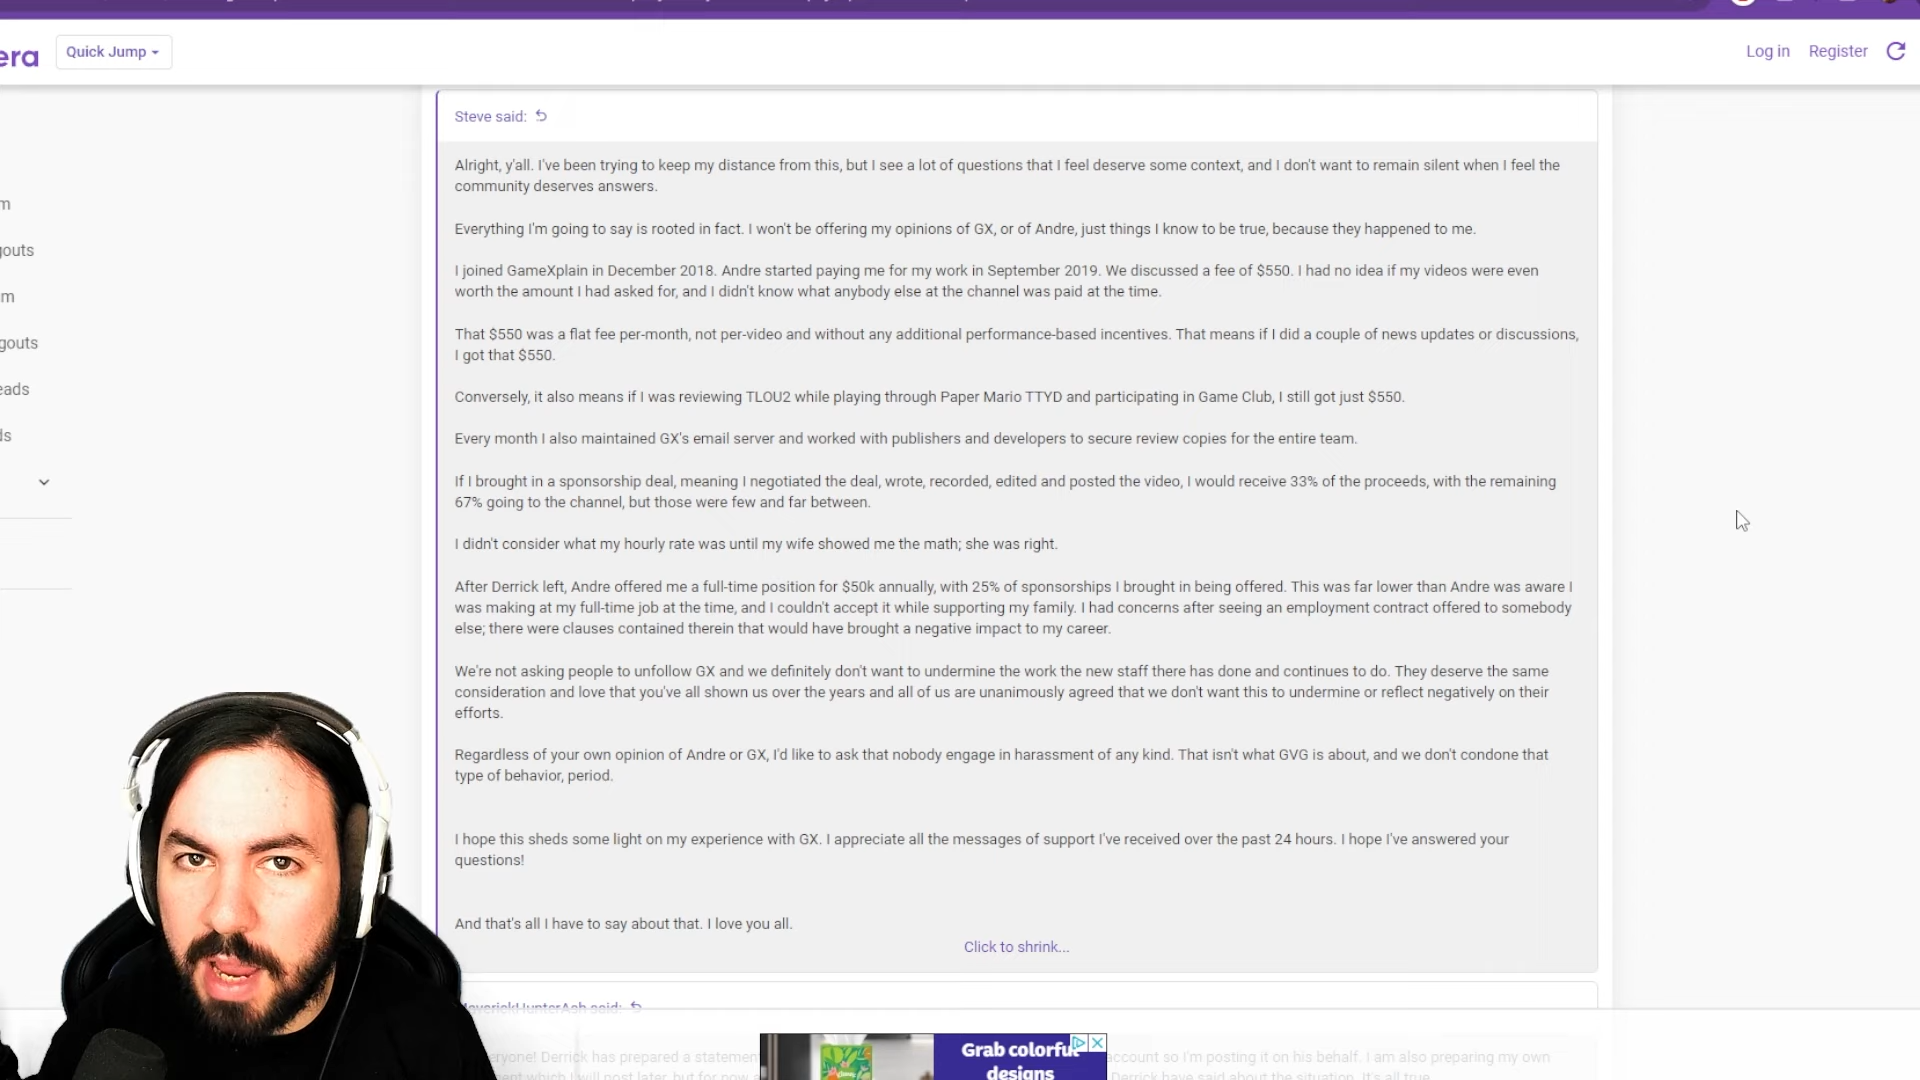 era
Quick Jump
Log in
Register
Steve said:
Alright, y'all. I've been trying to keep my distance from this, but I see a lot of questions that I feel deserve some context, and I don't want to remain silent when I feel the
community deserves answers.
Everything I'm going to say is rooted in fact. I won't be offering my opinions of GX, or of Andre, just things I know to be true, because they happened to me.
I joined GameXplain in December 2018. Andre started paying me for my work in September 2019. We discussed a fee of $550. I had no idea if my videos were even
worth the amount I had asked for, and I didn't know what anybody else at the channel was paid at the time.
That $550 was a flat fee per-month, not per-video and without any additional performance-based incentives. That means if I did a couple of news updates or discussions,
I got that $550.
Conversely, it also means if I was reviewing TLOU2 while playing through Paper Mario TTYD and participating in Game Club, I still got just $550.
Every month I also maintained GX's email server and worked with publishers and developers to secure review copies for the entire team.
If I brought in a sponsorship deal, meaning I negotiated the deal, wrote, recorded, edited and posted the video, I would receive 33% of the proceeds, with the remaining
67% going to the channel, but those were few and far between.
I didn't consider what my hourly rate was until my wife showed me the math; she was right.
After Derrick left, Andre offered me a full-time position for $50k annually, with 25% of sponsorships I brought in being offered. This was far lower than Andre was aware I
was making at my full-time job at the time, and I couldn't accept it while supporting my family. I had concerns after seeing an employment contract offered to somebody
else; there were clauses contained therein that would have brought a negative impact to my career.
We're not asking people to unfollow GX and we definitely don't want to undermine the work the new staff there has done and continues to do. They deserve the same
consideration and love that you've all shown us over the years and all of us are unanimously agreed that we don't want this to undermine or reflect negatively on their
efforts.
Regardless of your own opinion of Andre or GX, I'd like to ask that nobody engage in harassment of any kind. That isn't what GVG is about, and we don't condone that
type of behavior, period.
I hope this sheds some light on my experience with GX. I appreciate all the messages of support I've received over the past 24 hours. I hope I've answered your
questions!
And that's all I have to say about that. I love you all.
Click to shrink...
MaverickHunterAsh said:
eryone! Derrick has prepared a statement
account so I'm posting it on his behalf. I am also preparing my own
Grab colorful
designs
m
gouts
m
gouts
eads
ds